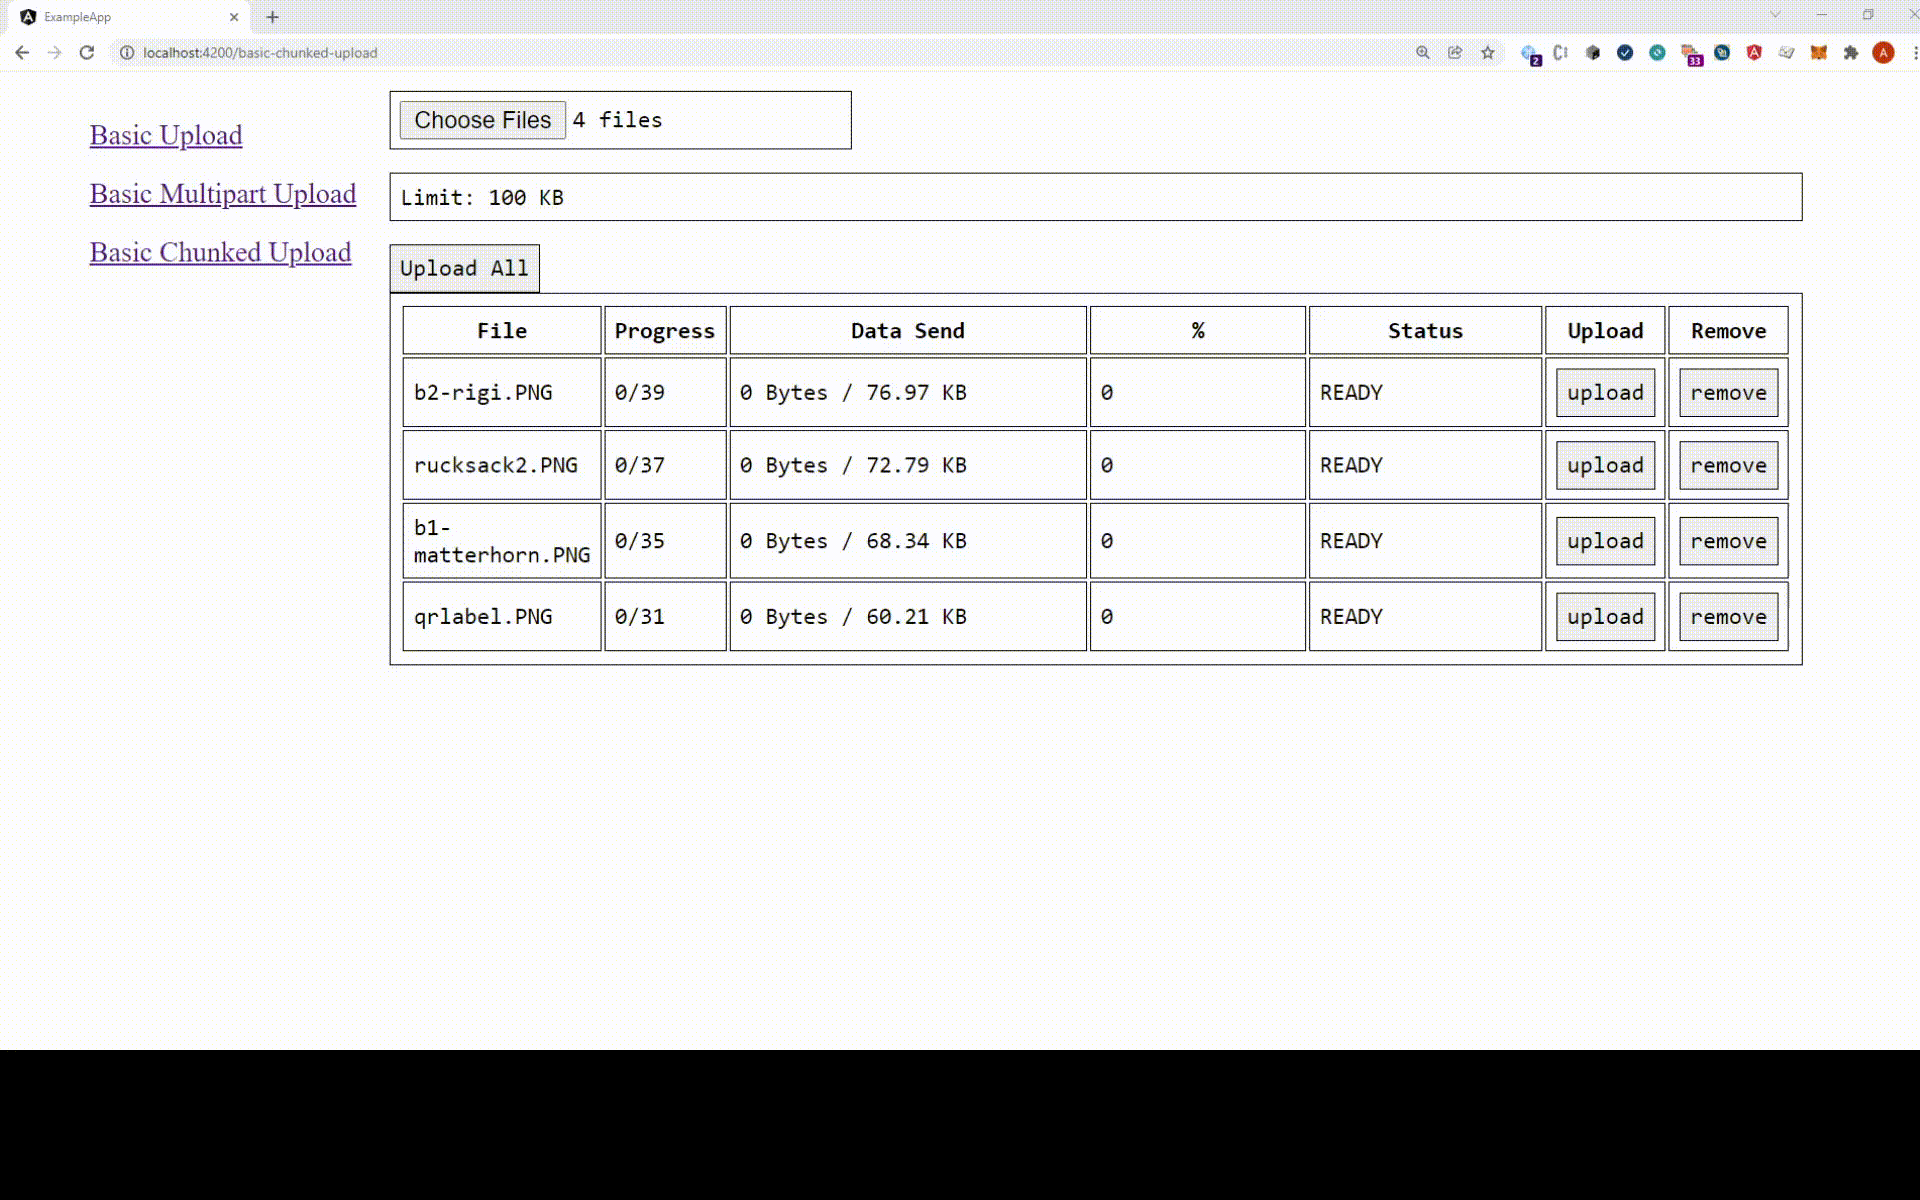 ExampleApp
localhost:4200/basic-chunked-upload
2
33
A
Basic Upload
Basic Multipart Upload
Basic Chunked Upload
Choose Files 4 files
Limit: 100 KB
Upload All
File Progress Data Send % Status Upload Remove
b2-rigi.PNG 0/39 0 Bytes / 76.97 KB 0 READY upload remove
rucksack2.PNG 0/37 0 Bytes / 72.79 KB 0 READY upload remove
b1-
matterhorn.PNG 0/35 0 Bytes / 68.34 KB 0 READY upload remove
qrlabel.PNG 0/31 0 Bytes / 60.21 KB 0 READY upload remove